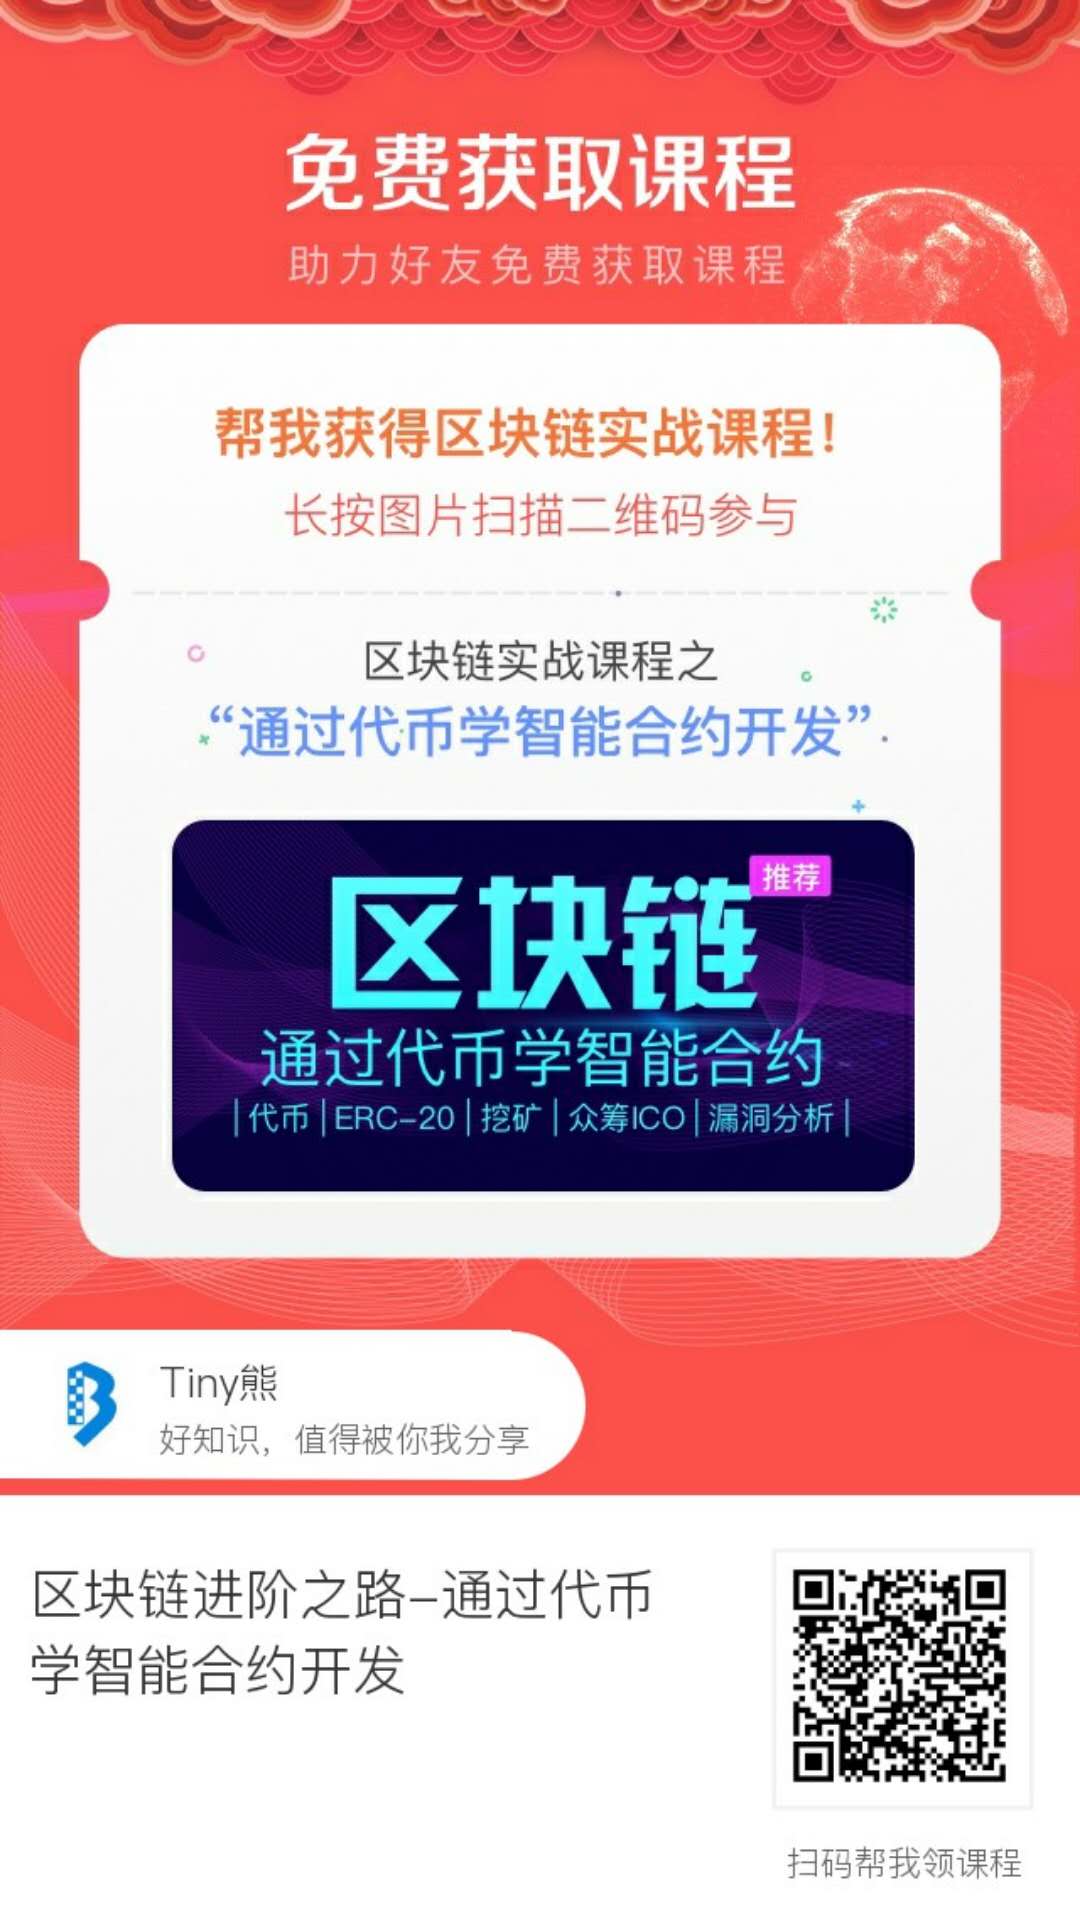 免费获取课程
助力好友免费获取课程
帮我获得区块链实战课程！
长按图片扫描二维码参与
区块链实战课程之
“通过代币学智能合约开发”
推荐
区块链
通过代币学智能合约
|代币|ERC-20|挖矿|众筹ICO|漏洞分析|
Tiny熊
好知识，值得被你我分享
区块链进阶之路-通过代币
学智能合约开发
扫码帮我领课程